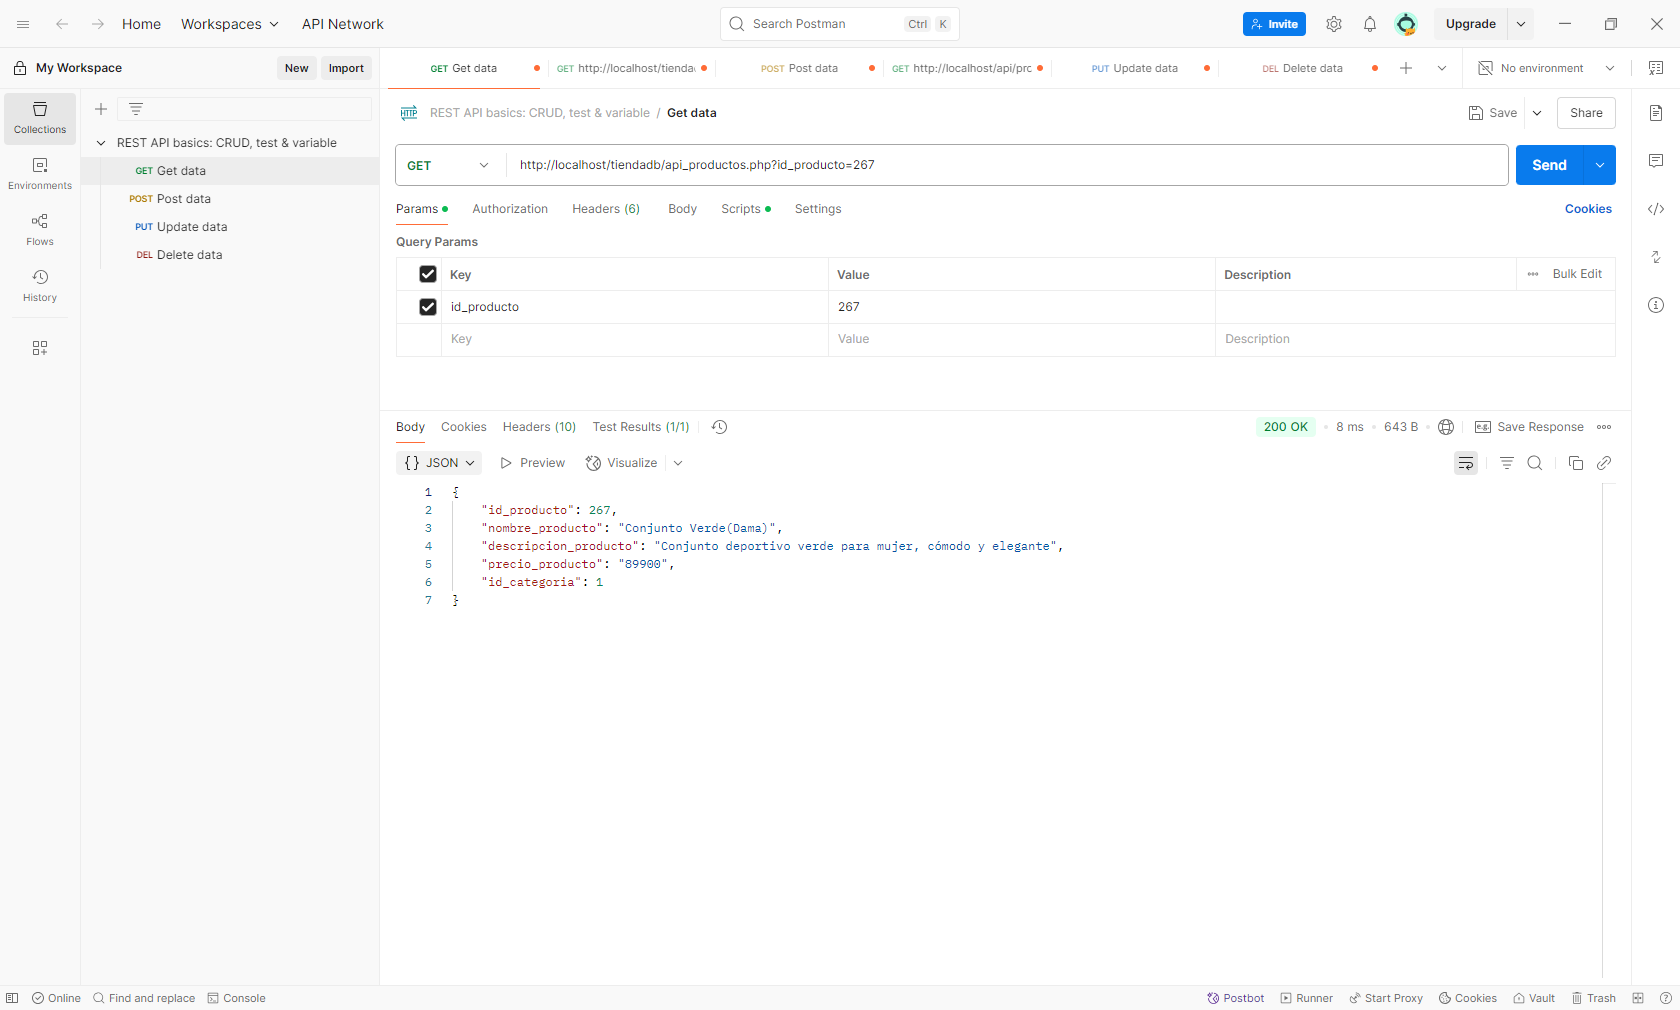 Home Workspaces API Network Search Postman Ctrl K Invite Upgrade
My Workspace New Import GET Get data GET http://localhost/tienda POST Post data GET http://localhost/api/prc PUT Update data DEL Delete data No environment
Collections
Environments
Flows
History
REST API basics: CRUD, test & variable
GET Get data
POST Post data
PUT Update data
DEL Delete data
HTTP REST API basics: CRUD, test & variable / Get data Save Share
GET http://localhost/tiendadb/api_productos.php?id_producto=267 Send
Params Authorization Headers (6) Body Scripts Settings Cookies
Query Params
Key Value Description Bulk Edit
id_producto 267
Key Value Description
Body Cookies Headers (10) Test Results (1/1) 200 OK 8 ms 643 B e.g. Save Response
{} JSON Preview Visualize
1 {
2 "id_producto": 267,
3 "nombre_producto": "Conjunto Verde(Dama)",
4 "descripcion_producto": "Conjunto deportivo verde para mujer, cómodo y elegante",
5 "precio_producto": "89900",
6 "id_categoria": 1
7 }
Online Find and replace Console Postbot Runner Start Proxy Cookies Vault Trash